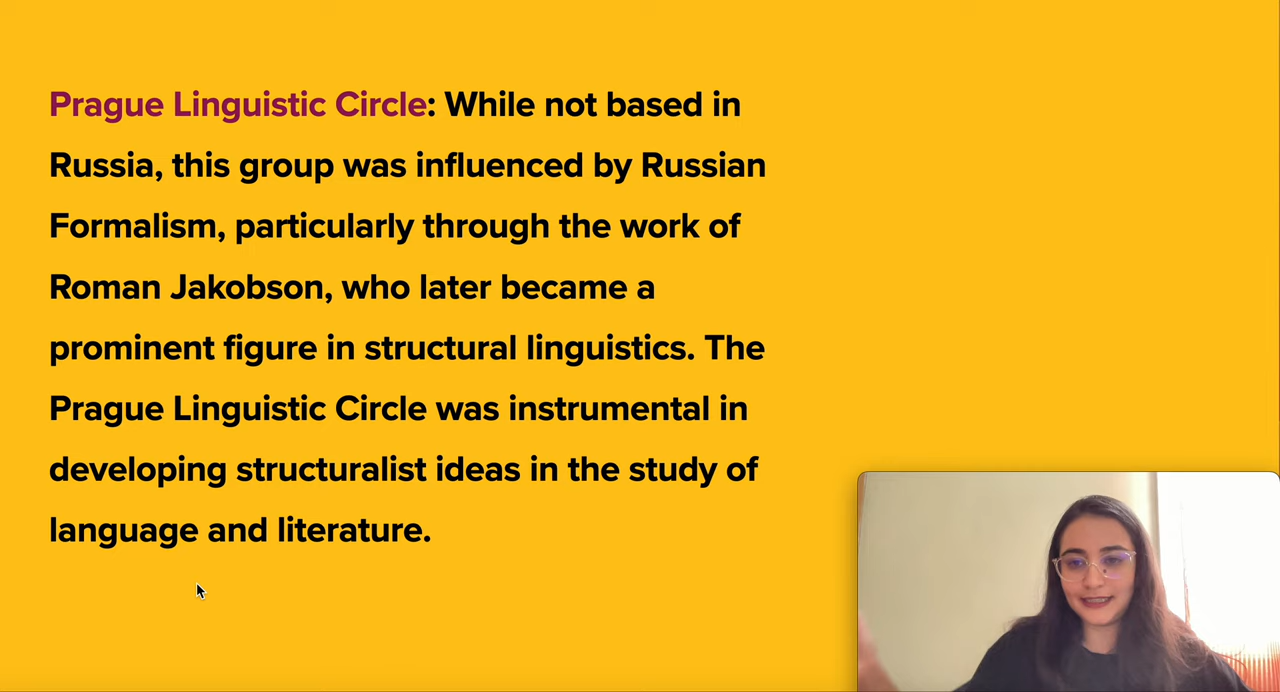 Prague Linguistic Circle: While not based in
Russia, this group was influenced by Russian
Formalism, particularly through the work of
Roman Jakobson, who later became a
prominent figure in structural linguistics. The
Prague Linguistic Circle was instrumental in
developing structuralist ideas in the study of
language and literature.